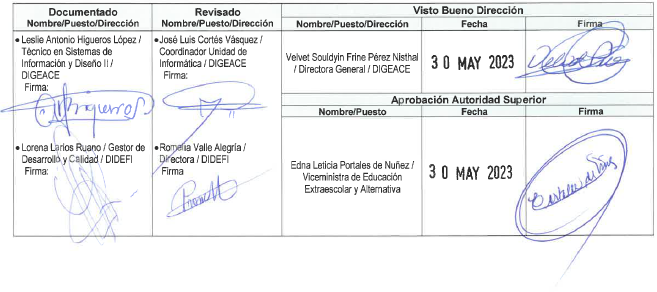 Documentado
Nombre/Puesto/Dirección
Revisado
Nombre/Puesto/Dirección
Visto Bueno Dirección
Nombre/Puesto/Dirección
Fecha
Firma
• Leslie Antonio Higueros López /
Técnico en Sistemas de
Información y Diseño II /
DIGEACE
Firma:
• José Luis Cortés Vásquez /
Coordinador Unidad de
Informática / DIGEACE
Firma:
Velvet Souldyin Frine Pérez Nisthal
/ Directora General / DIGEACE
30 MAY 2023
Aprobación Autoridad Superior
Nombre/Puesto
Fecha
Firma
• Lorena Larios Ruano / Gestor de
Desarrollo y Calidad / DIDEFI
Firma:
• Romelia Valle Alegría /
Directora / DIDEFI
Firma
Edna Leticia Portales de Nuñez /
Viceministra de Educación
Extraescolar y Alternativa
30 MAY 2023